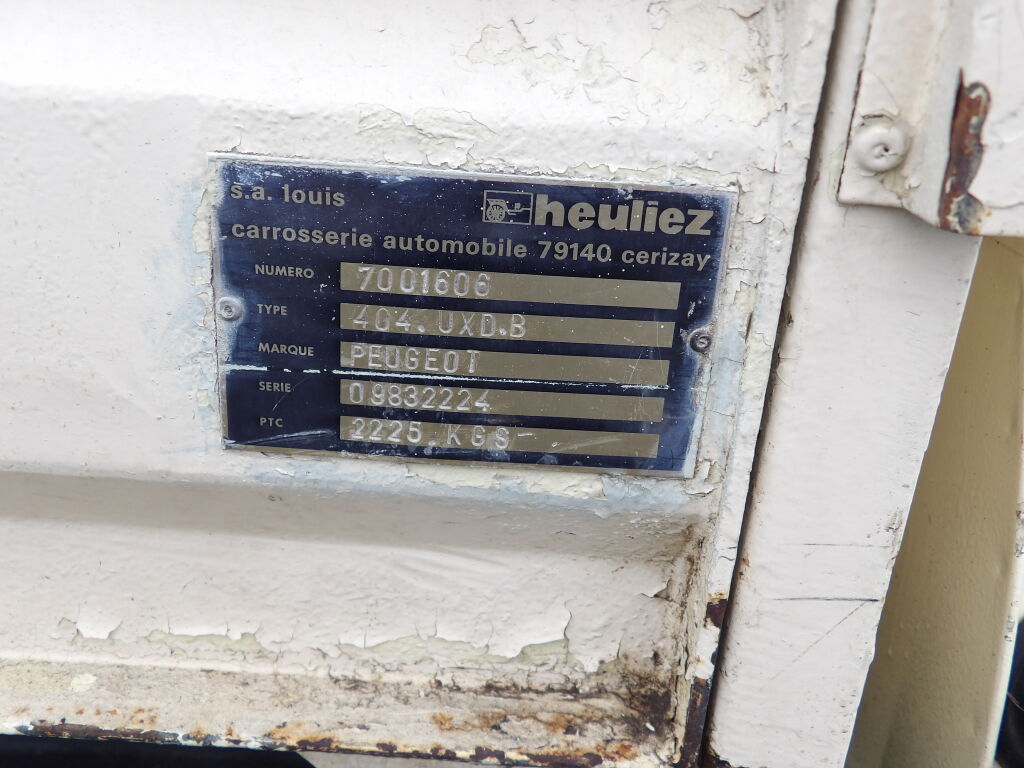 s.a. louis
heuliez
carrosserie automobile 79140 cerizay
NUMERO 7001606
TYPE 404.UXD.B
MARQUE PEUGEOT
SERIE 09832224
PTC 2225.KGS